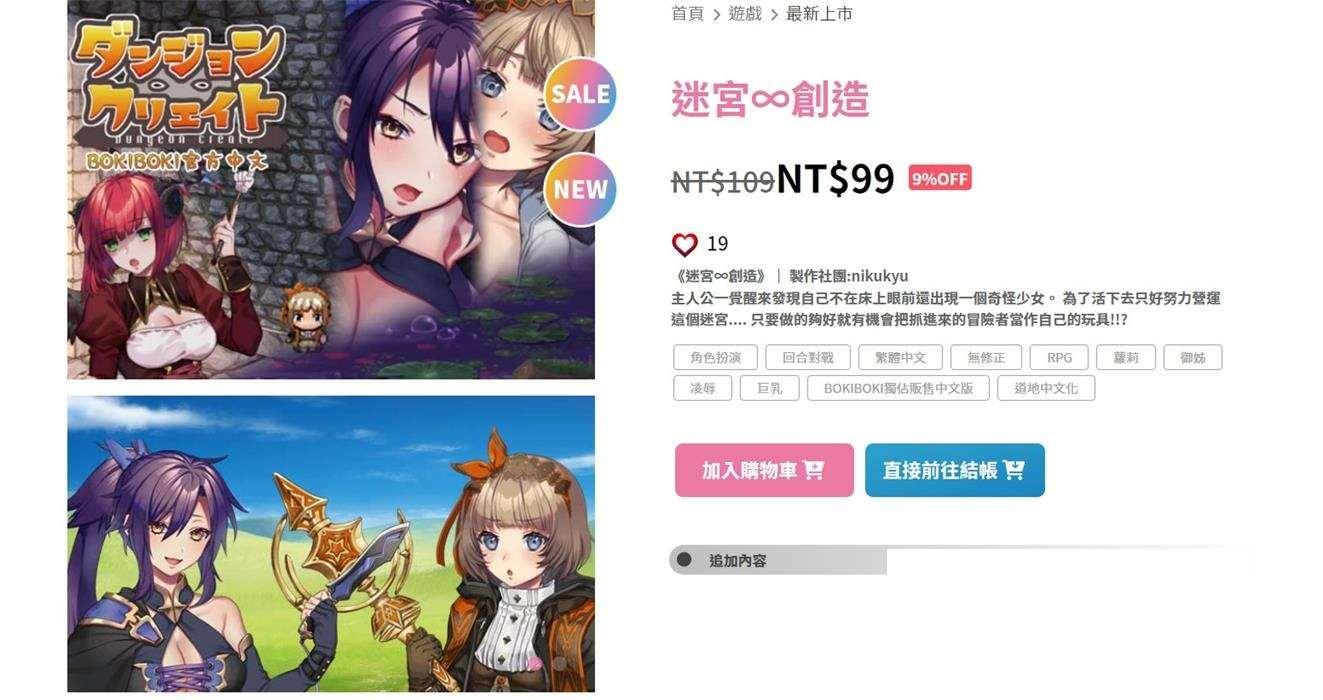 ダンジョン
クリェイト
Dungeon create
BOKIBOKI官方中文
SALE
NEW
首頁 > 遊戲 > 最新上市
迷宮∞創造
NT$109 NT$99 9%OFF
19
《迷宮∞創造》｜ 製作社團:nikukyu
主人公一覺醒來發現自己不在床上眼前還出現一個奇怪少女。 為了活下去只好努力營運
這個迷宮.... 只要做的夠好就有機會把抓進來的冒險者當作自己的玩具!!?
角色扮演 回合對戰 繁體中文 無修正 RPG 蘿莉 御姊
凌辱 巨乳 BOKIBOKI獨佔販售中文版 道地中文化
加入購物車 直接前往結帳
追加內容